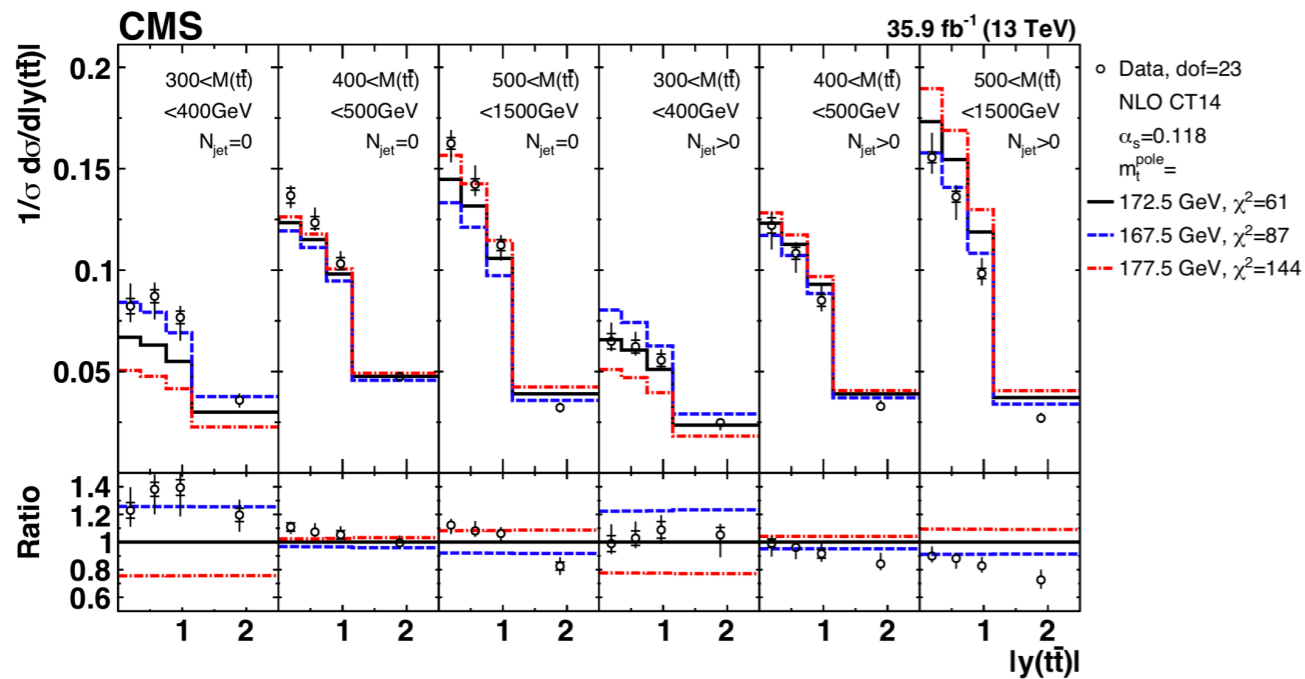 CMS
35.9 fb⁻¹ (13 TeV)
1/σ dσ/dly(tt̄)l
0.2
0.15
0.1
0.05
300<M(tt̄)
<400GeV
N_jet=0
400<M(tt̄)
<500GeV
N_jet=0
500<M(tt̄)
<1500GeV
N_jet=0
300<M(tt̄)
<400GeV
N_jet>0
400<M(tt̄)
<500GeV
N_jet>0
500<M(tt̄)
<1500GeV
N_jet>0
Data, dof=23
NLO CT14
α_s=0.118
m_t^pole=
172.5 GeV, χ²=61
167.5 GeV, χ²=87
177.5 GeV, χ²=144
Ratio
1.4
1.2
1
0.8
0.6
1 2 1 2 1 2 1 2 1 2 1 2
ly(tt̄)l